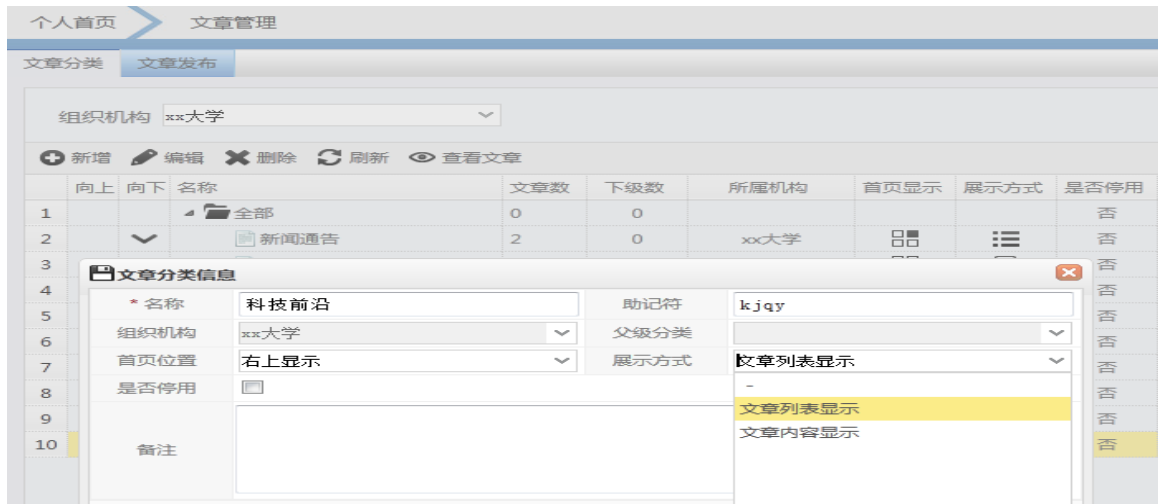 个人首页 文章管理
文章分类 文章发布
组织机构 xx大学
新增 编辑 删除 刷新 查看文章
向上 向下 名称 文章数 下级数 所属机构 首页显示 展示方式 是否停用
1 全部 0 0 否
2 新闻通告 2 0 xx大学 否
3 否
文章分类信息
4 * 名称 科技前沿 助记符 kjqy 否
5 否
组织机构 xx大学 父级分类
6 否
7 首页位置 右上显示 展示方式 文章列表显示 否
8 是否停用 - 否
9 文章列表显示 否
文章内容显示
10 备注 否